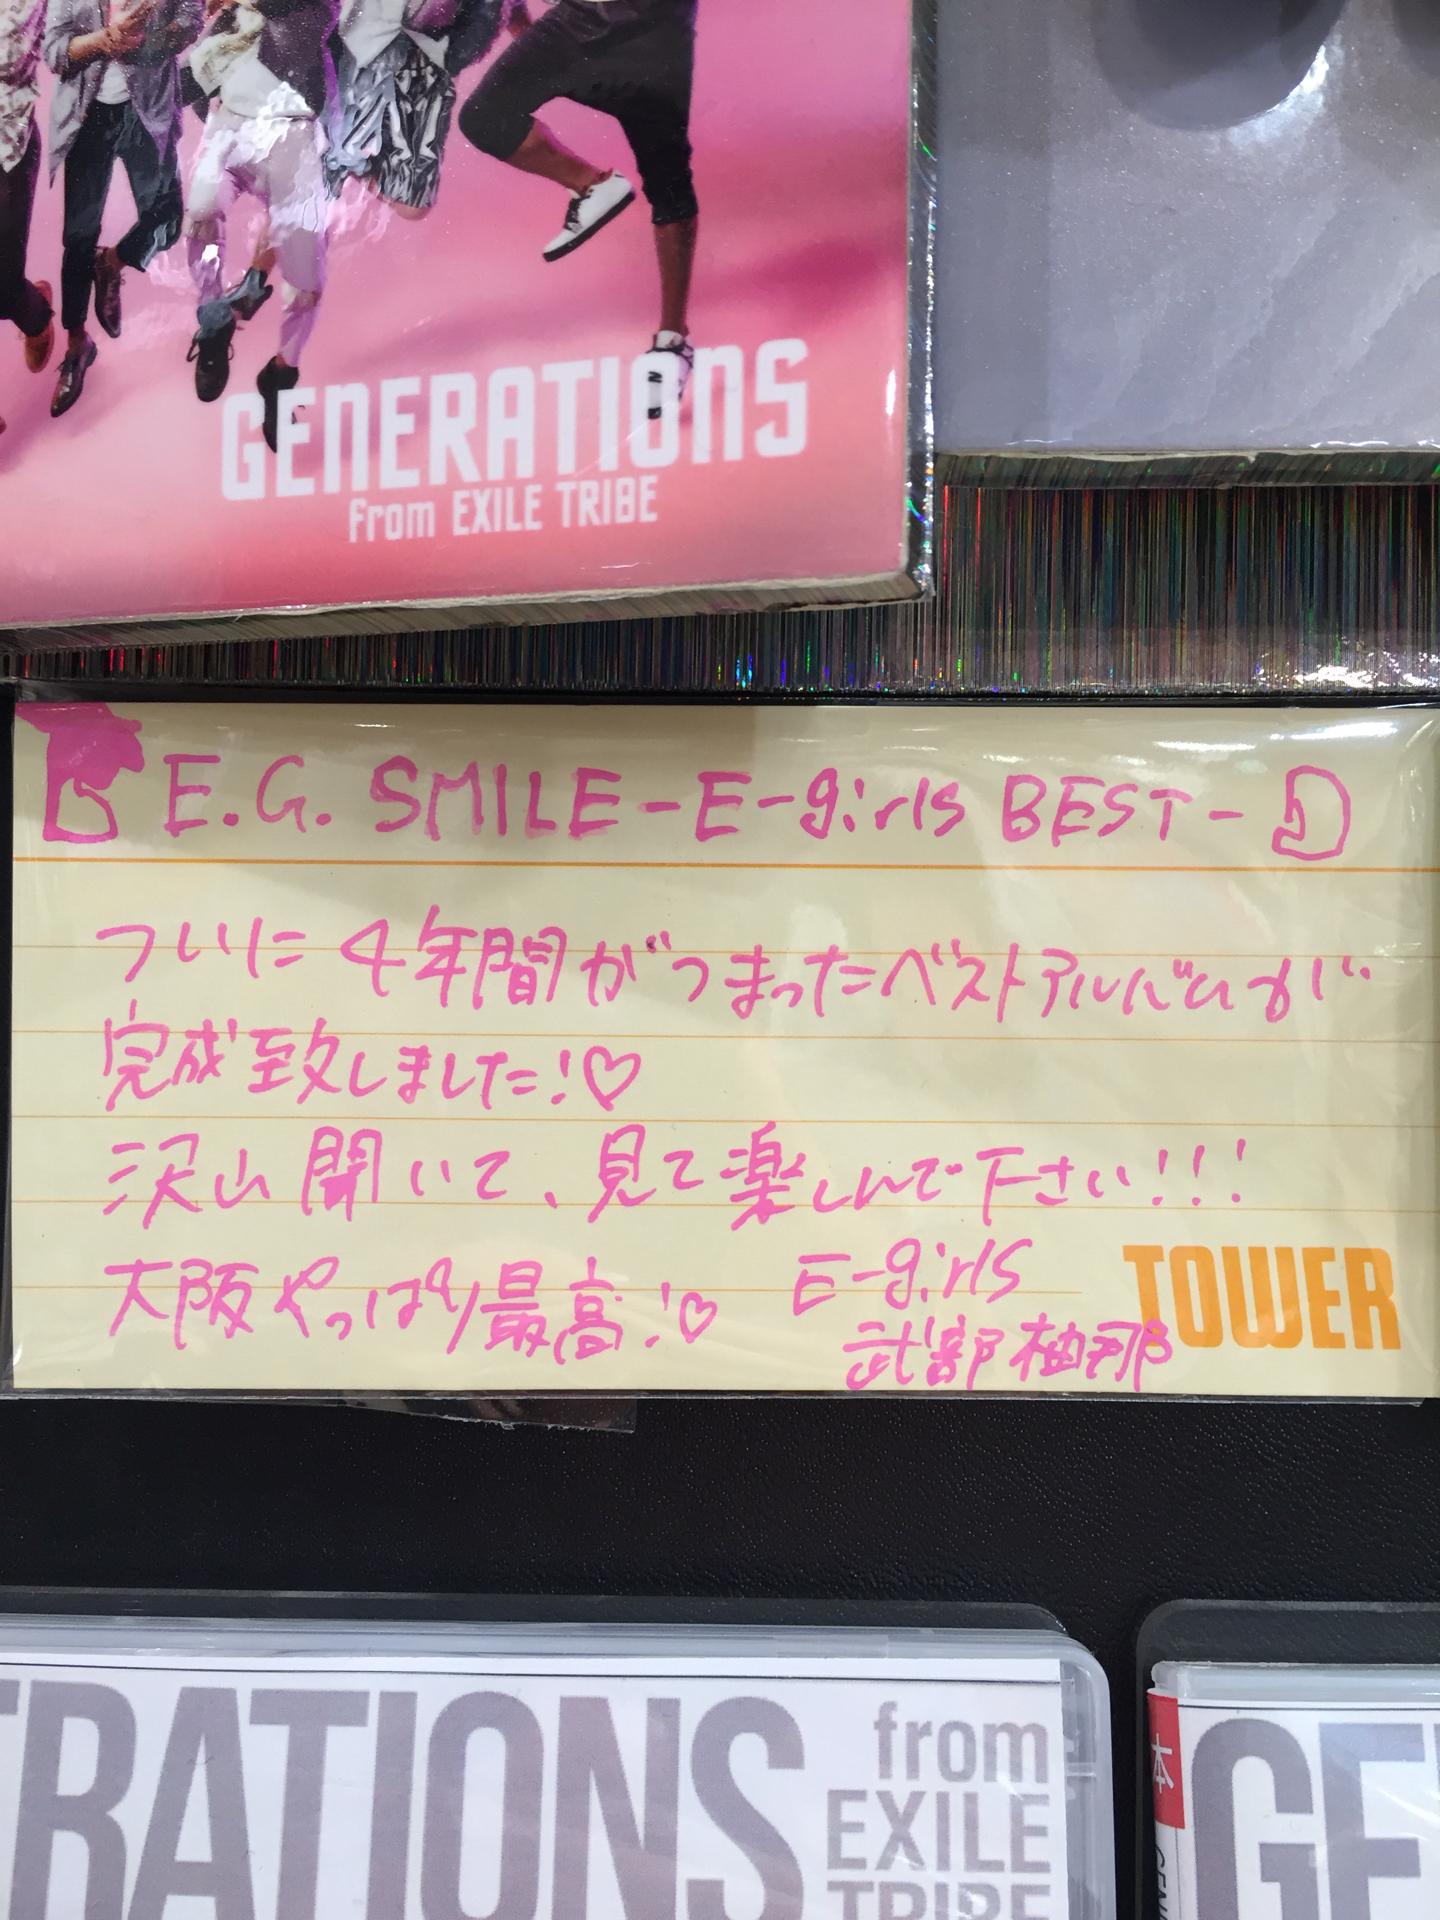 GENERATIONS
from EXILE TRIBE
『E.G. SMILE -E-girls BEST-』
ついに4年間がつまったベストアルバムが
完成致しました!♡
沢山聞いて、見て楽しんで下さい!!!
大阪やっぱり最高!♡
E-girls
武部柚那
TOWER
RATIONS
from
EXILE
TRIBE
本
GE